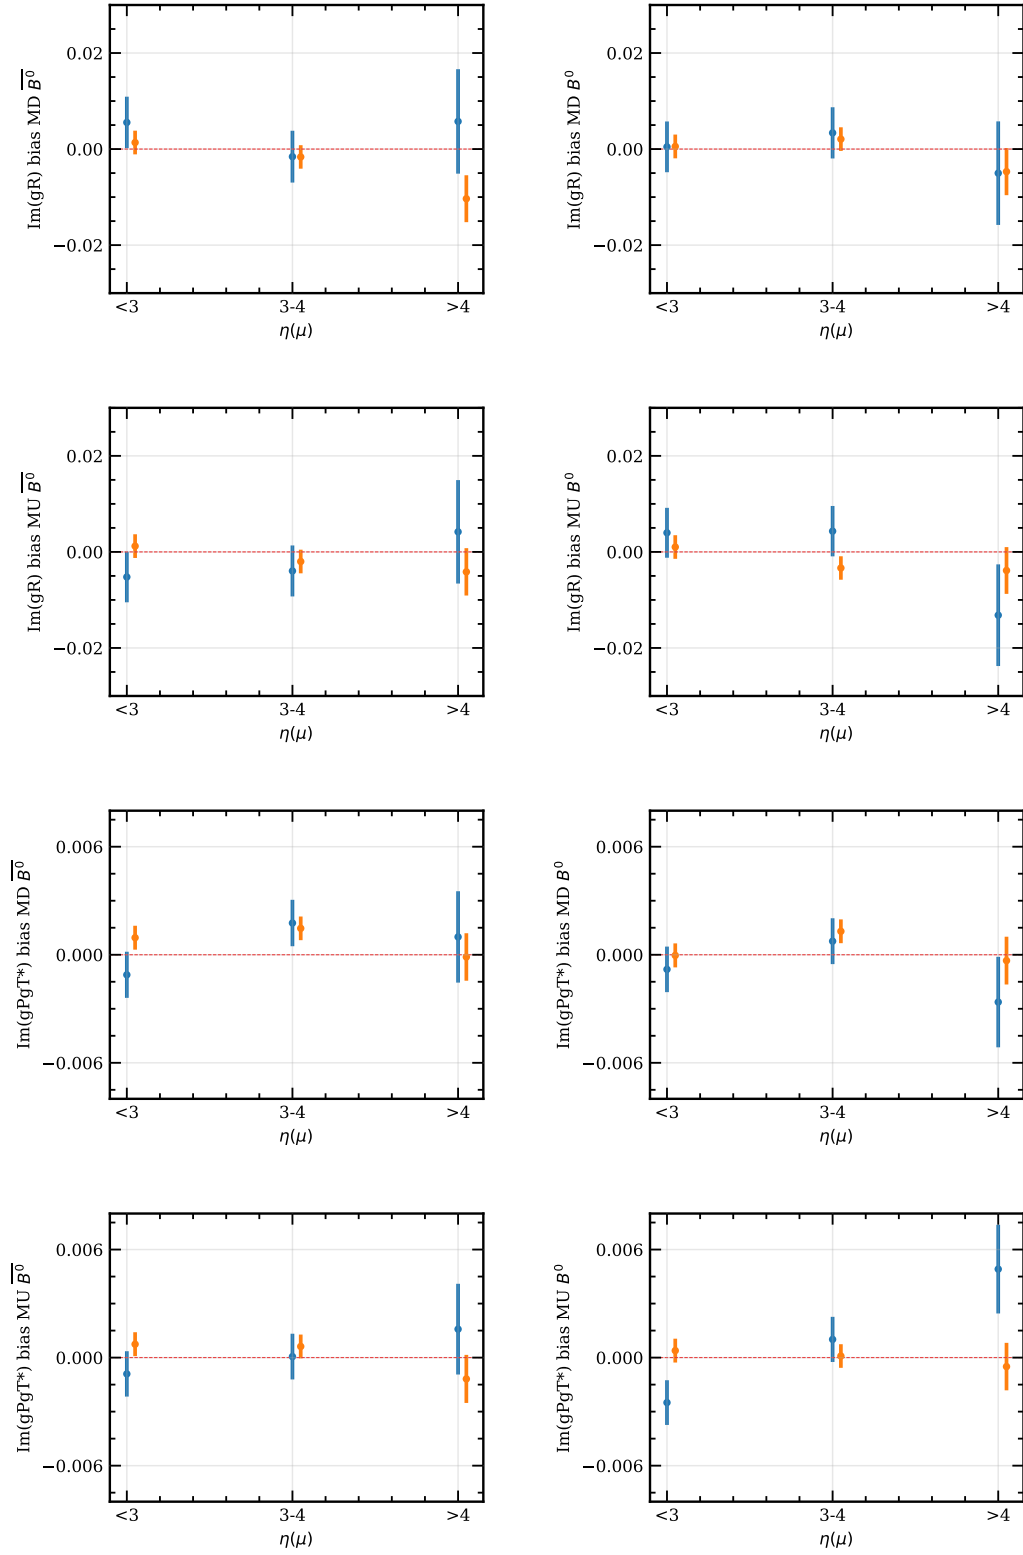 Im(gR) bias MD B̅⁰
0.02
0.00
−0.02
<3 3-4 >4
η(μ)
Im(gR) bias MD B⁰
0.02
0.00
−0.02
<3 3-4 >4
η(μ)
Im(gR) bias MU B̅⁰
0.02
0.00
−0.02
<3 3-4 >4
η(μ)
Im(gR) bias MU B⁰
0.02
0.00
−0.02
<3 3-4 >4
η(μ)
Im(gPgT*) bias MD B̅⁰
0.006
0.000
−0.006
<3 3-4 >4
η(μ)
Im(gPgT*) bias MD B⁰
0.006
0.000
−0.006
<3 3-4 >4
η(μ)
Im(gPgT*) bias MU B̅⁰
0.006
0.000
−0.006
<3 3-4 >4
η(μ)
Im(gPgT*) bias MU B⁰
0.006
0.000
−0.006
<3 3-4 >4
η(μ)